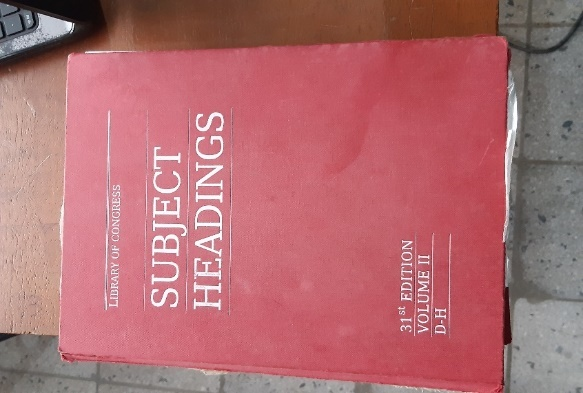 LIBRARY OF CONGRESS
SUBJECT
HEADINGS
31st EDITION
VOLUME II
D-H